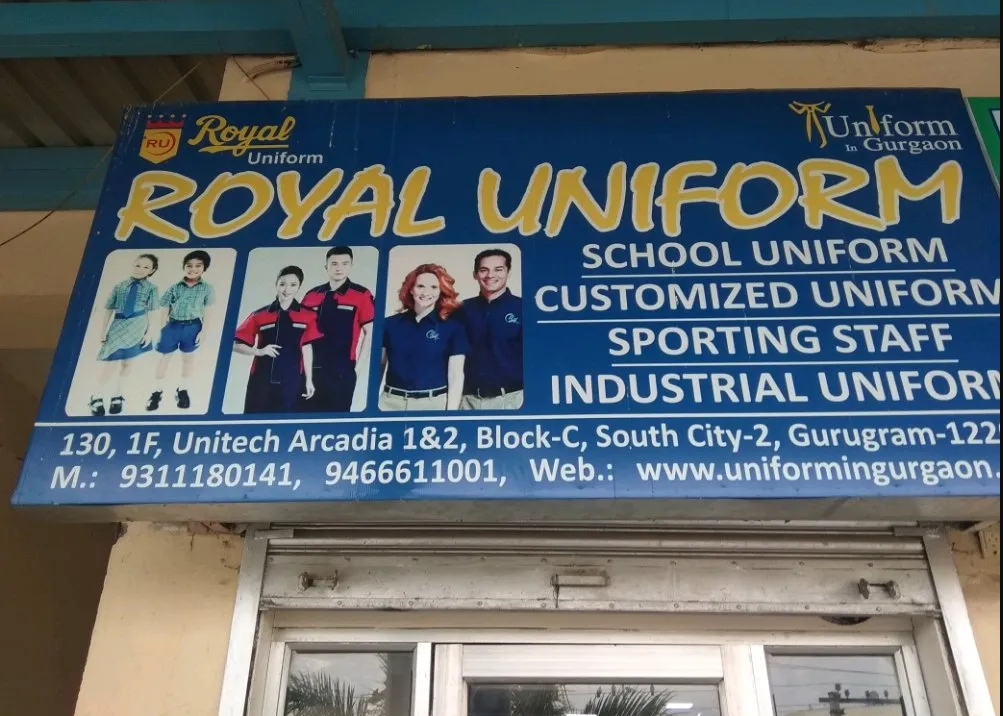 RU
Royal
Uniform
Uniform
In Gurgaon
ROYAL UNIFORM
SCHOOL UNIFORM
CUSTOMIZED UNIFORM
SPORTING STAFF
INDUSTRIAL UNIFORM
130, 1F, Unitech Arcadia 1&2, Block-C, South City-2, Gurugram-122
M.: 9311180141, 9466611001, Web.: www.uniformingurgaon.